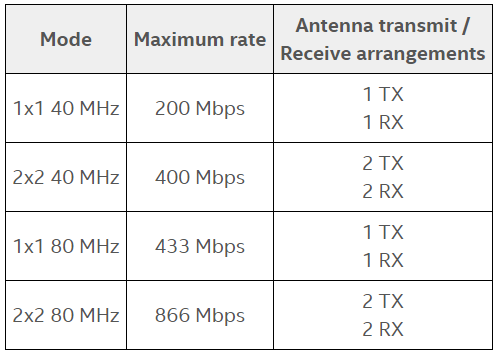 Mode Maximum rate Antenna transmit /
Receive arrangements
1x1 40 MHz 200 Mbps 1 TX
1 RX
2x2 40 MHz 400 Mbps 2 TX
2 RX
1x1 80 MHz 433 Mbps 1 TX
1 RX
2x2 80 MHz 866 Mbps 2 TX
2 RX